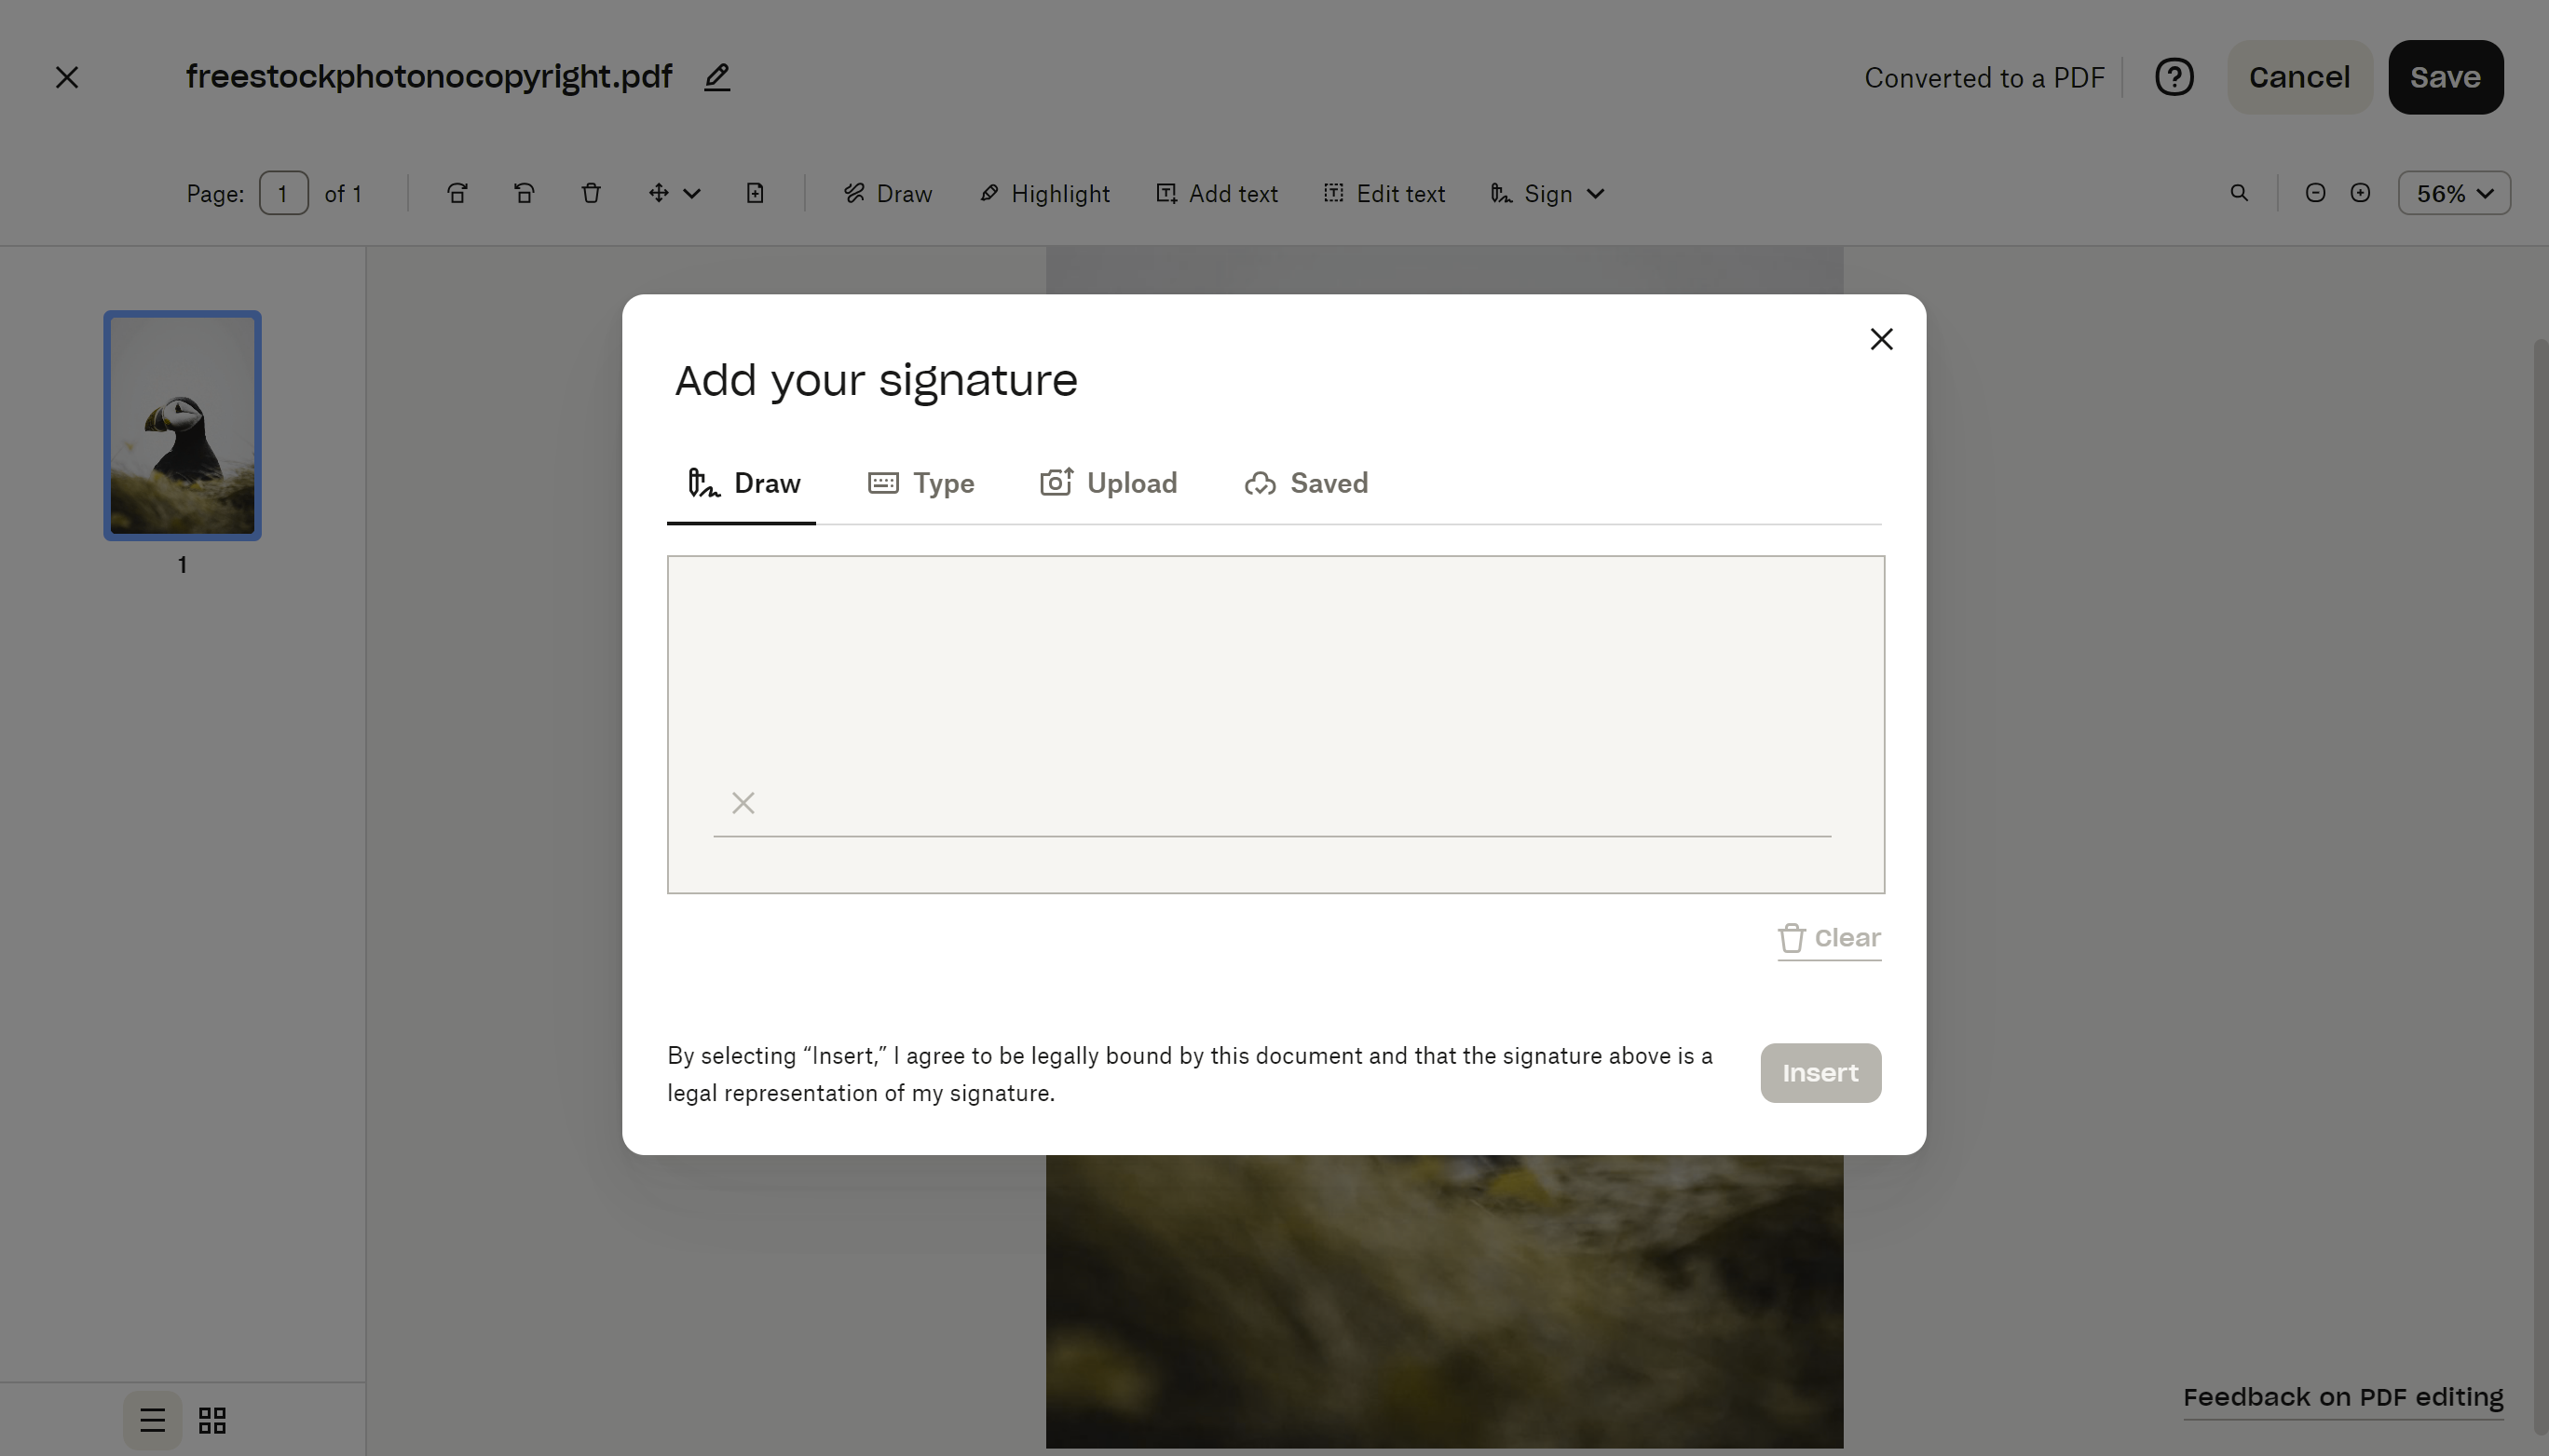 freestockphotonocopyright.pdf
Converted to a PDF
Cancel
Save
Page: 1 of 1
Draw
Highlight
Add text
Edit text
Sign
56%
1
Add your signature
Draw
Type
Upload
Saved
Clear
By selecting “Insert,” I agree to be legally bound by this document and that the signature above is a
legal representation of my signature.
Insert
Feedback on PDF editing